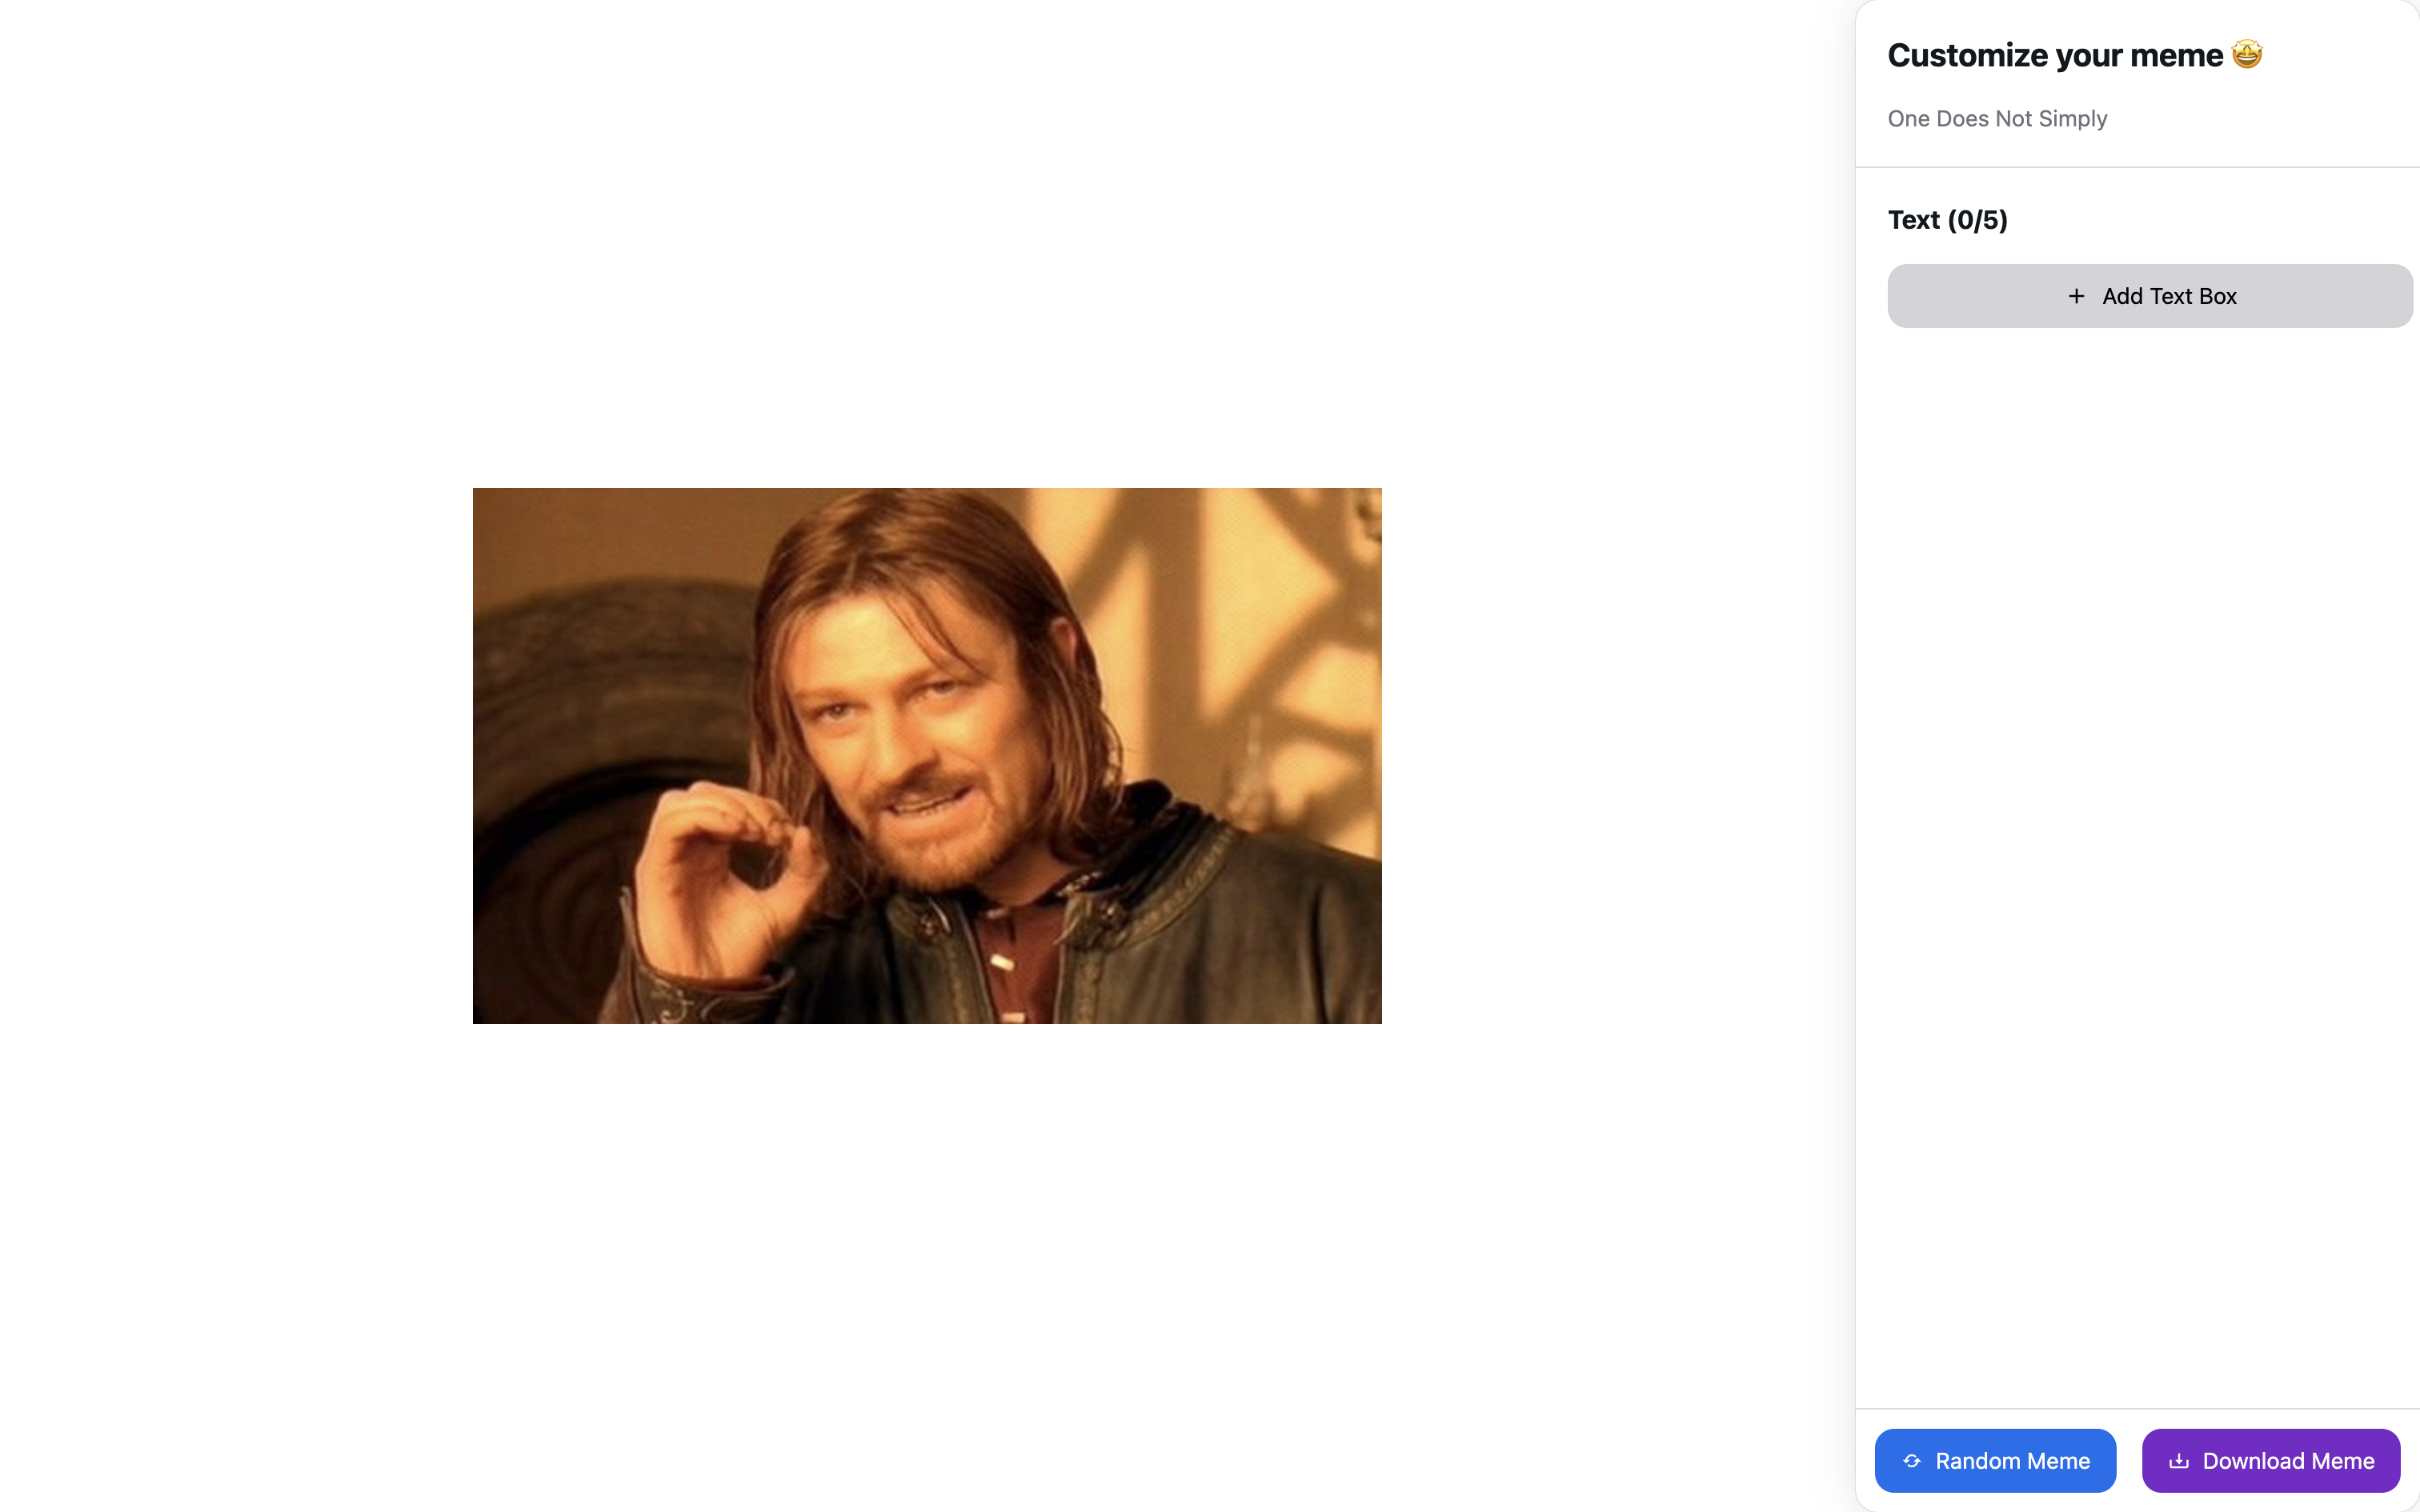 Customize your meme 🤩
One Does Not Simply
Text (0/5)
+ Add Text Box
Random Meme
Download Meme